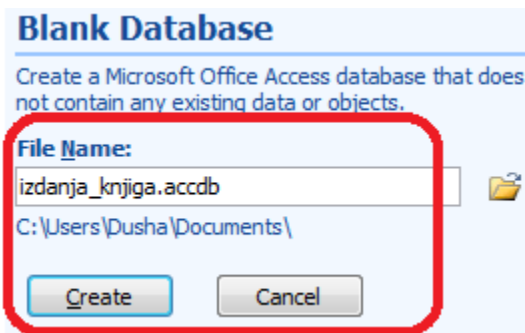 Blank Database
Create a Microsoft Office Access database that does
not contain any existing data or objects.
File Name:
izdanja_knjiga.accdb
C:\Users\Dusha\Documents\
Create
Cancel